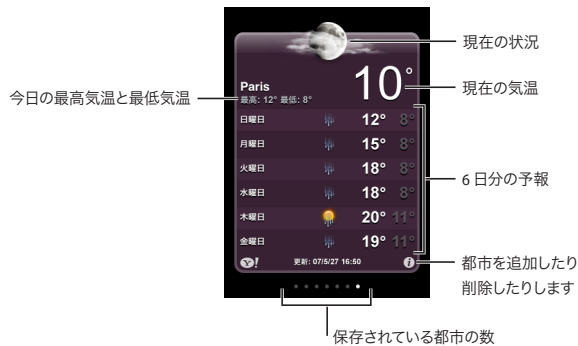 現在の状況
10°
現在の気温
Paris
最高: 12° 最低: 8°
今日の最高気温と最低気温
日曜日 12° 8°
月曜日 15° 8°
火曜日 18° 8°
水曜日 18° 8°
木曜日 20° 11°
金曜日 19° 11°
6 日分の予報
Y! 更新: 07/5/27 16:50 i
都市を追加したり
削除したりします
保存されている都市の数